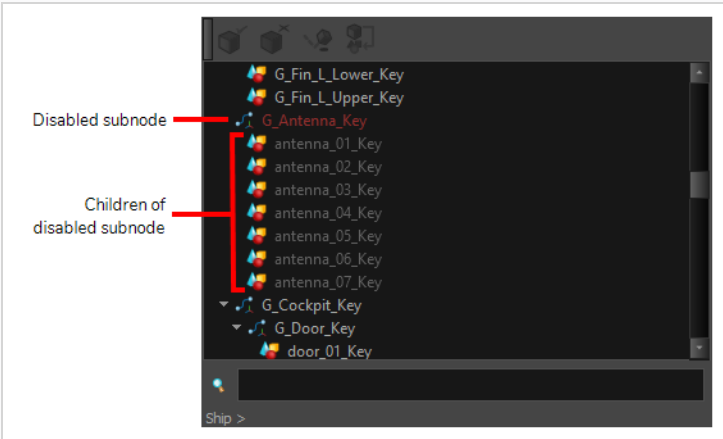 G_Fin_L_Lower_Key
G_Fin_L_Upper_Key
Disabled subnode
G_Antenna_Key
antenna_01_Key
antenna_02_Key
antenna_03_Key
Children of
disabled subnode
antenna_04_Key
antenna_05_Key
antenna_06_Key
antenna_07_Key
G_Cockpit_Key
G_Door_Key
door_01_Key
Ship >